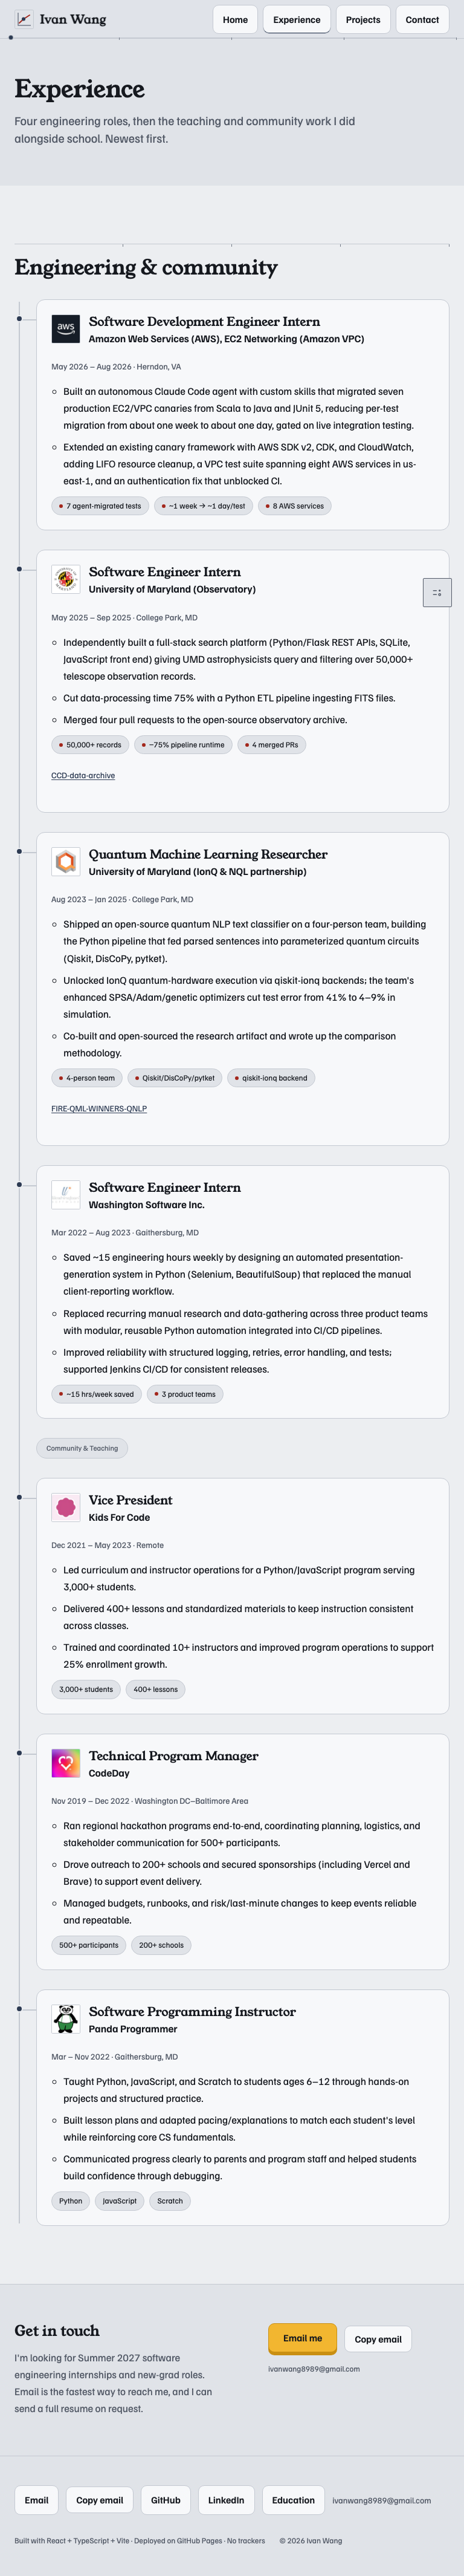 Ivan Wang
Home
Experience
Projects
Contact
Experience
Four engineering roles, then the teaching and community work I did
alongside school. Newest first.
Engineering & community
aws
Software Development Engineer Intern
Amazon Web Services (AWS), EC2 Networking (Amazon VPC)
May 2026 – Aug 2026 · Herndon, VA
Built an autonomous Claude Code agent with custom skills that migrated seven
production EC2/VPC canaries from Scala to Java and JUnit 5, reducing per-test
migration from about one week to about one day, gated on live integration testing.
Extended an existing canary framework with AWS SDK v2, CDK, and CloudWatch,
adding LIFO resource cleanup, a VPC test suite spanning eight AWS services in us-
east-1, and an authentication fix that unblocked CI.
7 agent-migrated tests
~1 week → ~1 day/test
8 AWS services
Software Engineer Intern
University of Maryland (Observatory)
May 2025 – Sep 2025 · College Park, MD
Independently built a full-stack search platform (Python/Flask REST APIs, SQLite,
JavaScript front end) giving UMD astrophysicists query and filtering over 50,000+
telescope observation records.
Cut data-processing time 75% with a Python ETL pipeline ingesting FITS files.
Merged four pull requests to the open-source observatory archive.
50,000+ records
−75% pipeline runtime
4 merged PRs
CCD-data-archive
Quantum Machine Learning Researcher
University of Maryland (IonQ & NQL partnership)
Aug 2023 – Jan 2025 · College Park, MD
Shipped an open-source quantum NLP text classifier on a four-person team, building
the Python pipeline that fed parsed sentences into parameterized quantum circuits
(Qiskit, DisCoPy, pytket).
Unlocked IonQ quantum-hardware execution via qiskit-ionq backends; the team's
enhanced SPSA/Adam/genetic optimizers cut test error from 41% to 4–9% in
simulation.
Co-built and open-sourced the research artifact and wrote up the comparison
methodology.
4-person team
Qiskit/DisCoPy/pytket
qiskit-ionq backend
FIRE-QML-WINNERS-QNLP
Software Engineer Intern
Washington Software Inc.
Mar 2022 – Aug 2023 · Gaithersburg, MD
Saved ~15 engineering hours weekly by designing an automated presentation-
generation system in Python (Selenium, BeautifulSoup) that replaced the manual
client-reporting workflow.
Replaced recurring manual research and data-gathering across three product teams
with modular, reusable Python automation integrated into CI/CD pipelines.
Improved reliability with structured logging, retries, error handling, and tests;
supported Jenkins CI/CD for consistent releases.
~15 hrs/week saved
3 product teams
Community & Teaching
Vice President
Kids For Code
Dec 2021 – May 2023 · Remote
Led curriculum and instructor operations for a Python/JavaScript program serving
3,000+ students.
Delivered 400+ lessons and standardized materials to keep instruction consistent
across classes.
Trained and coordinated 10+ instructors and improved program operations to support
25% enrollment growth.
3,000+ students
400+ lessons
Technical Program Manager
CodeDay
Nov 2019 – Dec 2022 · Washington DC–Baltimore Area
Ran regional hackathon programs end-to-end, coordinating planning, logistics, and
stakeholder communication for 500+ participants.
Drove outreach to 200+ schools and secured sponsorships (including Vercel and
Brave) to support event delivery.
Managed budgets, runbooks, and risk/last-minute changes to keep events reliable
and repeatable.
500+ participants
200+ schools
Software Programming Instructor
Panda Programmer
Mar – Nov 2022 · Gaithersburg, MD
Taught Python, JavaScript, and Scratch to students ages 6–12 through hands-on
projects and structured practice.
Built lesson plans and adapted pacing/explanations to match each student's level
while reinforcing core CS fundamentals.
Communicated progress clearly to parents and program staff and helped students
build confidence through debugging.
Python
JavaScript
Scratch
Get in touch
I'm looking for Summer 2027 software
engineering internships and new-grad roles.
Email is the fastest way to reach me, and I can
send a full resume on request.
Email me
Copy email
ivanwang8989@gmail.com
Email
Copy email
GitHub
LinkedIn
Education
ivanwang8989@gmail.com
Built with React + TypeScript + Vite · Deployed on GitHub Pages · No trackers
© 2026 Ivan Wang